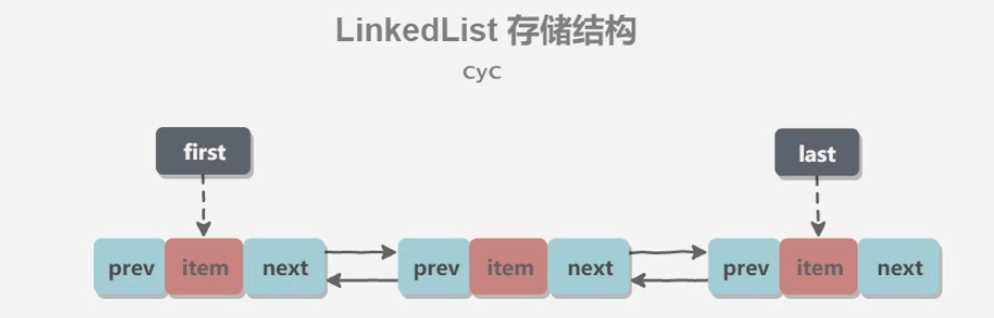 LinkedList 存储结构
CyC
first last
prev item next prev item next prev item next